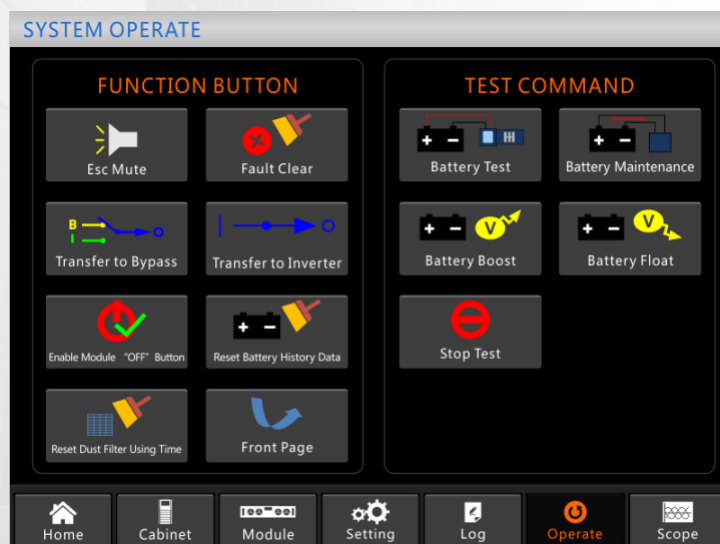 SYSTEM OPERATE
FUNCTION BUTTON
Esc Mute
Fault Clear
B
I
Transfer to Bypass
Transfer to Inverter
Enable Module "OFF" Button
Reset Battery History Data
Reset Dust Filter Using Time
Front Page
TEST COMMAND
Battery Test
Battery Maintenance
V
Battery Boost
V
Battery Float
Stop Test
Home
Cabinet
Module
Setting
Log
Operate
Scope